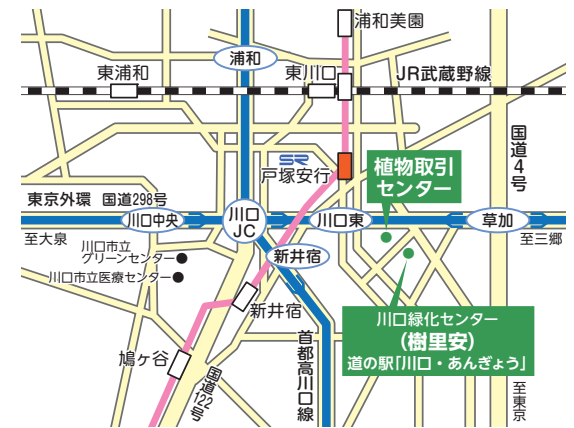 浦和美園
浦和
東浦和
東川口
JR武蔵野線
国道4号
SR
戸塚安行
植物取引
センター
東京外環 国道298号
川口中央
川口
JC
川口東
草加
至大泉
至三郷
川口市立
グリーンセンター
川口市立医療センター
新井宿
新井宿
川口緑化センター
(樹里安)
道の駅「川口・あんぎょう」
鳩ヶ谷
国道122号
首都高川口線
至東京